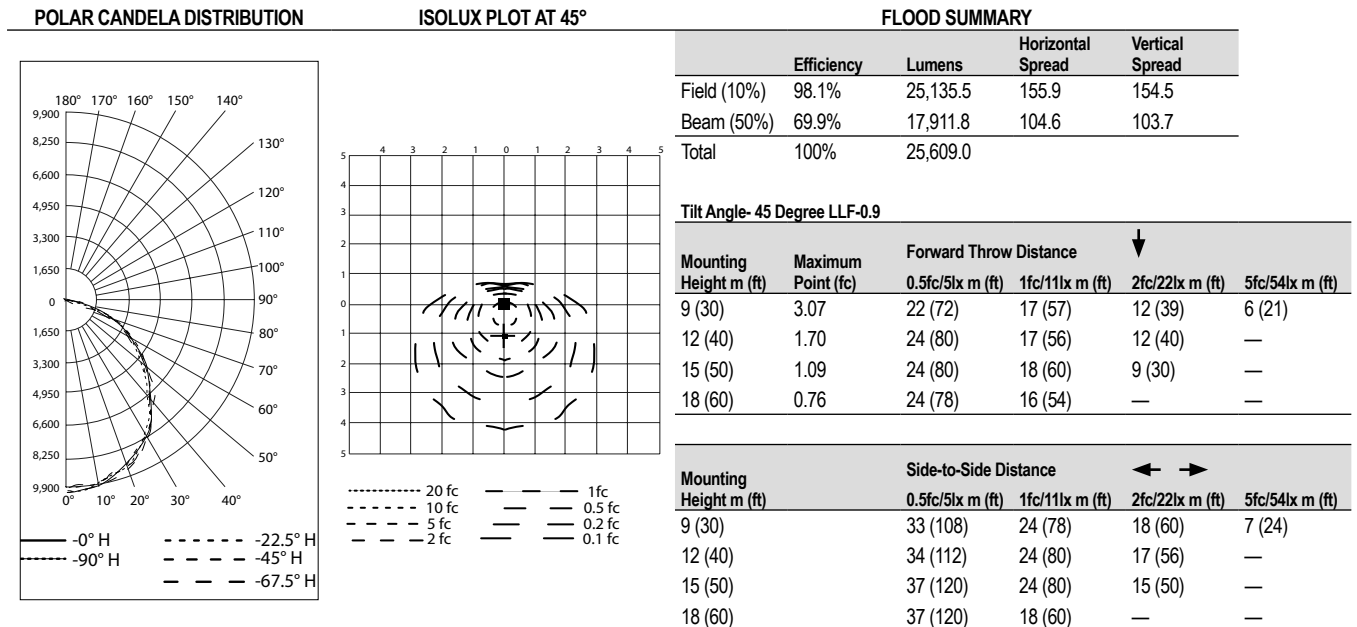 POLAR CANDELA DISTRIBUTION
180° 170° 160° 150° 140°
130°
120°
110°
100°
90°
80°
70°
60°
50°
9,900
8,250
6,600
4,950
3,300
1,650
0
1,650
3,300
4,950
6,600
8,250
9,900
0° 10° 20° 30° 40°
-0° H
-90° H
-22.5° H
-45° H
-67.5° H
ISOLUX PLOT AT 45°
4 3 2 1 0 1 2 3 4 5
5
4
3
2
1
0
1
2
3
4
5
20 fc
10 fc
5 fc
2 fc
1fc
0.5 fc
0.2 fc
0.1 fc
FLOOD SUMMARY
Efficiency Lumens Horizontal Spread Vertical Spread
Field (10%) 98.1% 25,135.5 155.9 154.5
Beam (50%) 69.9% 17,911.8 104.6 103.7
Total 100% 25,609.0
Tilt Angle- 45 Degree LLF-0.9
Mounting Height m (ft) Maximum Point (fc) Forward Throw Distance
0.5fc/5lx m (ft) 1fc/11lx m (ft) 2fc/22lx m (ft) 5fc/54lx m (ft)
9 (30) 3.07 22 (72) 17 (57) 12 (39) 6 (21)
12 (40) 1.70 24 (80) 17 (56) 12 (40) —
15 (50) 1.09 24 (80) 18 (60) 9 (30) —
18 (60) 0.76 24 (78) 16 (54) — —
Mounting Height m (ft) Side-to-Side Distance
0.5fc/5lx m (ft) 1fc/11lx m (ft) 2fc/22lx m (ft) 5fc/54lx m (ft)
9 (30) 33 (108) 24 (78) 18 (60) 7 (24)
12 (40) 34 (112) 24 (80) 17 (56) —
15 (50) 37 (120) 24 (80) 15 (50) —
18 (60) 37 (120) 18 (60) — —